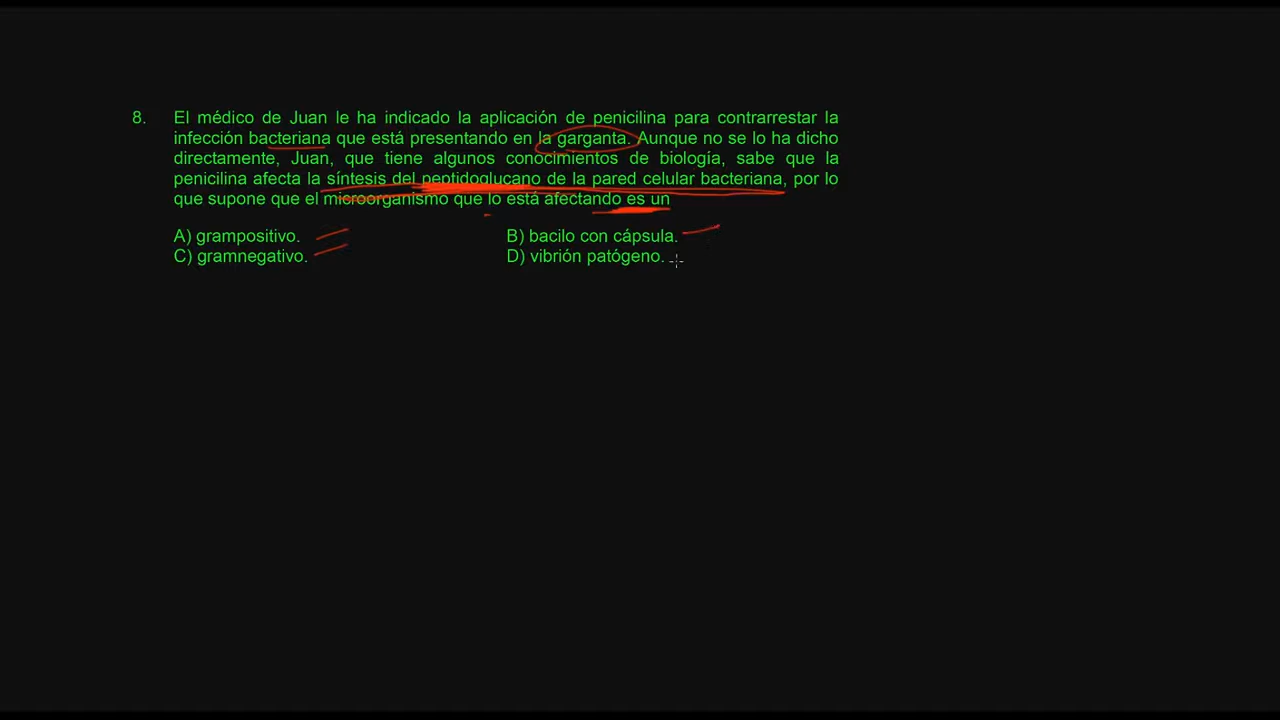 8. El médico de Juan le ha indicado la aplicación de penicilina para contrarrestar la
infección bacteriana que está presentando en la garganta. Aunque no se lo ha dicho
directamente, Juan, que tiene algunos conocimientos de biología, sabe que la
penicilina afecta la síntesis del peptidoglucano de la pared celular bacteriana, por lo
que supone que el microorganismo que lo está afectando es un
A) grampositivo. B) bacilo con cápsula.
C) gramnegativo. D) vibrión patógeno.